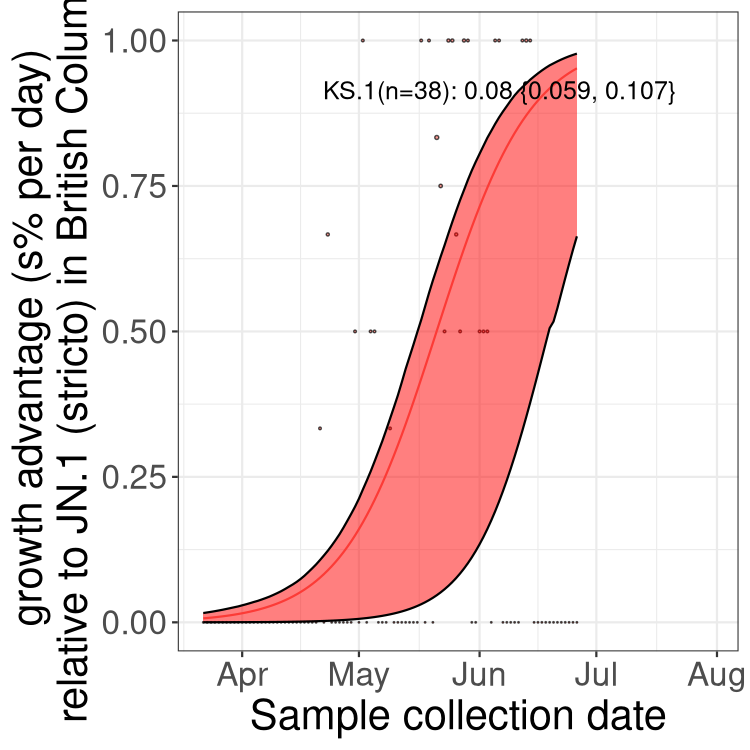 growth advantage (s% per day)
relative to JN.1 (stricto) in British Colum
1.00
0.75
0.50
0.25
0.00
KS.1(n=38): 0.08 {0.059, 0.107}
Apr May Jun Jul Aug
Sample collection date